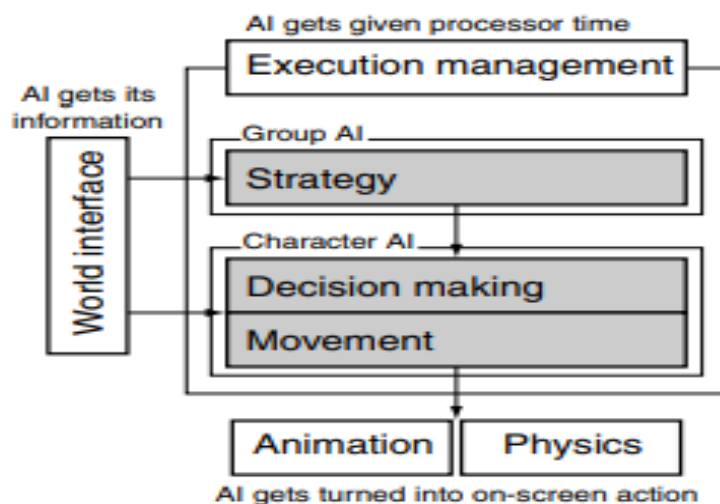 AI gets given processor time
Execution management
AI gets its
information
Group AI
Strategy
World interface
Character AI
Decision making
Movement
Animation
Physics
AI gets turned into on-screen action